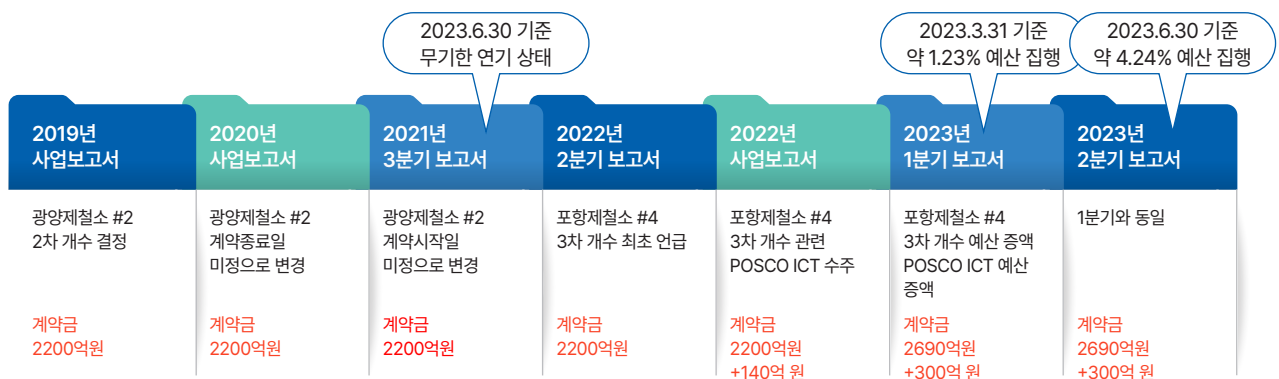 2023.6.30 기준
무기한 연기 상태
2023.3.31 기준
약 1.23% 예산 집행
2023.6.30 기준
약 4.24% 예산 집행
2019년
사업보고서
2020년
사업보고서
2021년
3분기 보고서
2022년
2분기 보고서
2022년
사업보고서
2023년
1분기 보고서
2023년
2분기 보고서
광양제철소 #2
2차 개수 결정
계약금
2200억원
광양제철소 #2
계약종료일
미정으로 변경
계약금
2200억원
광양제철소 #2
계약시작일
미정으로 변경
계약금
2200억원
포항제철소 #4
3차 개수 최초 언급
계약금
2200억원
포항제철소 #4
3차 개수 관련
POSCO ICT 수주
계약금
2200억원
+140억 원
포항제철소 #4
3차 개수 예산 증액
POSCO ICT 예산
증액
계약금
2690억원
+300억 원
1분기와 동일
계약금
2690억원
+300억 원